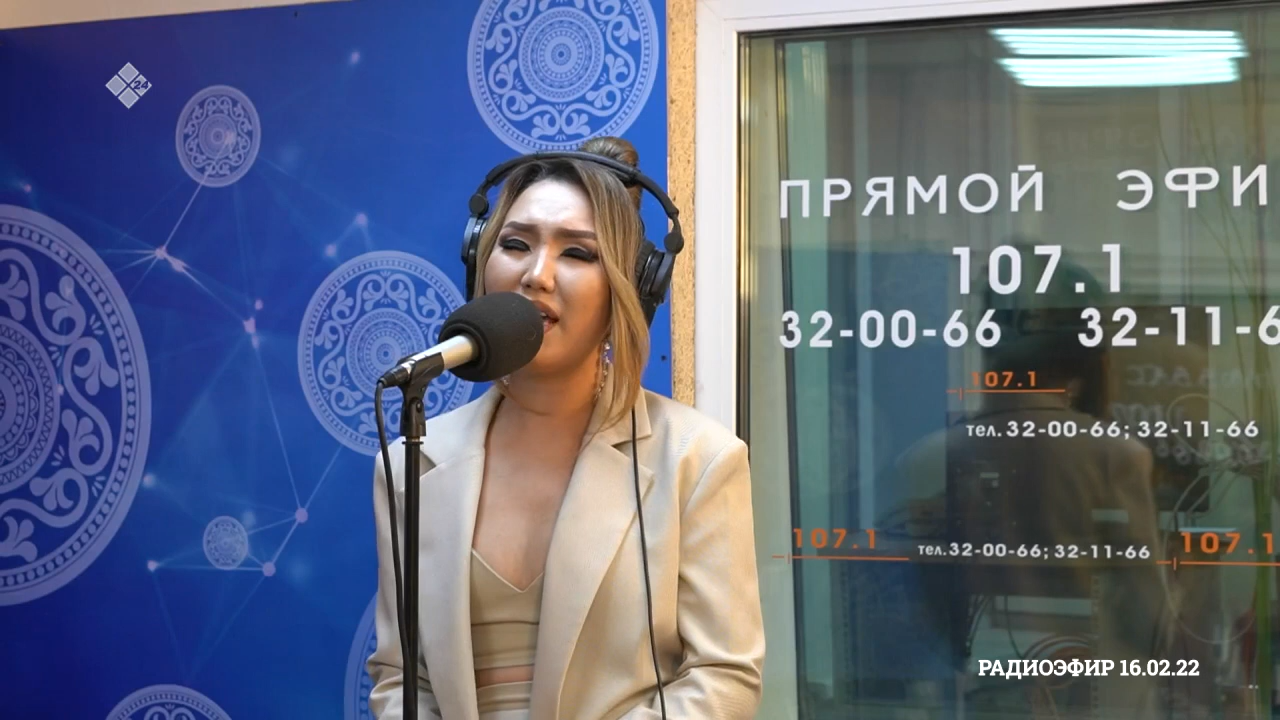 24
ПРЯМОЙ ЭФИ
107.1
32-00-66 32-11-6
107.1
тел. 32-00-66; 32-11-66
107.1 тел. 32-00-66; 32-11-66 107.1
РАДИОЭФИР 16.02.22